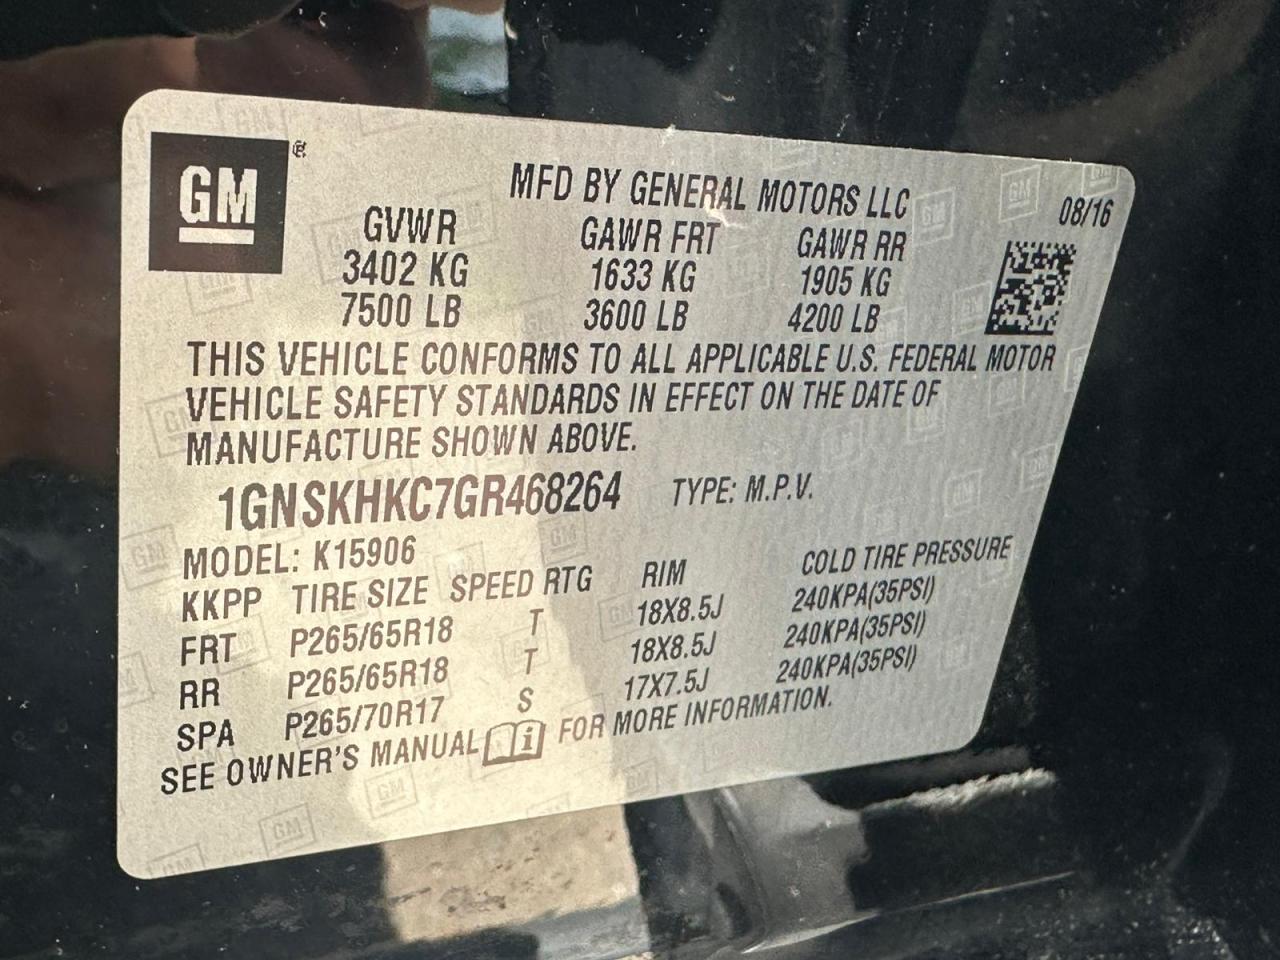 GM
MFD BY GENERAL MOTORS LLC
08/16
GVWR GAWR FRT GAWR RR
3402 KG 1633 KG 1905 KG
7500 LB 3600 LB 4200 LB
THIS VEHICLE CONFORMS TO ALL APPLICABLE U.S. FEDERAL MOTOR
VEHICLE SAFETY STANDARDS IN EFFECT ON THE DATE OF
MANUFACTURE SHOWN ABOVE.
1GNSKHKC7GR468264 TYPE: M.P.V.
MODEL: K15906
KKPP TIRE SIZE SPEED RTG RIM COLD TIRE PRESSURE
FRT P265/65R18 T 18X8.5J 240KPA(35PSI)
RR P265/65R18 T 18X8.5J 240KPA(35PSI)
SPA P265/70R17 S 17X7.5J 240KPA(35PSI)
SEE OWNER'S MANUAL i FOR MORE INFORMATION.